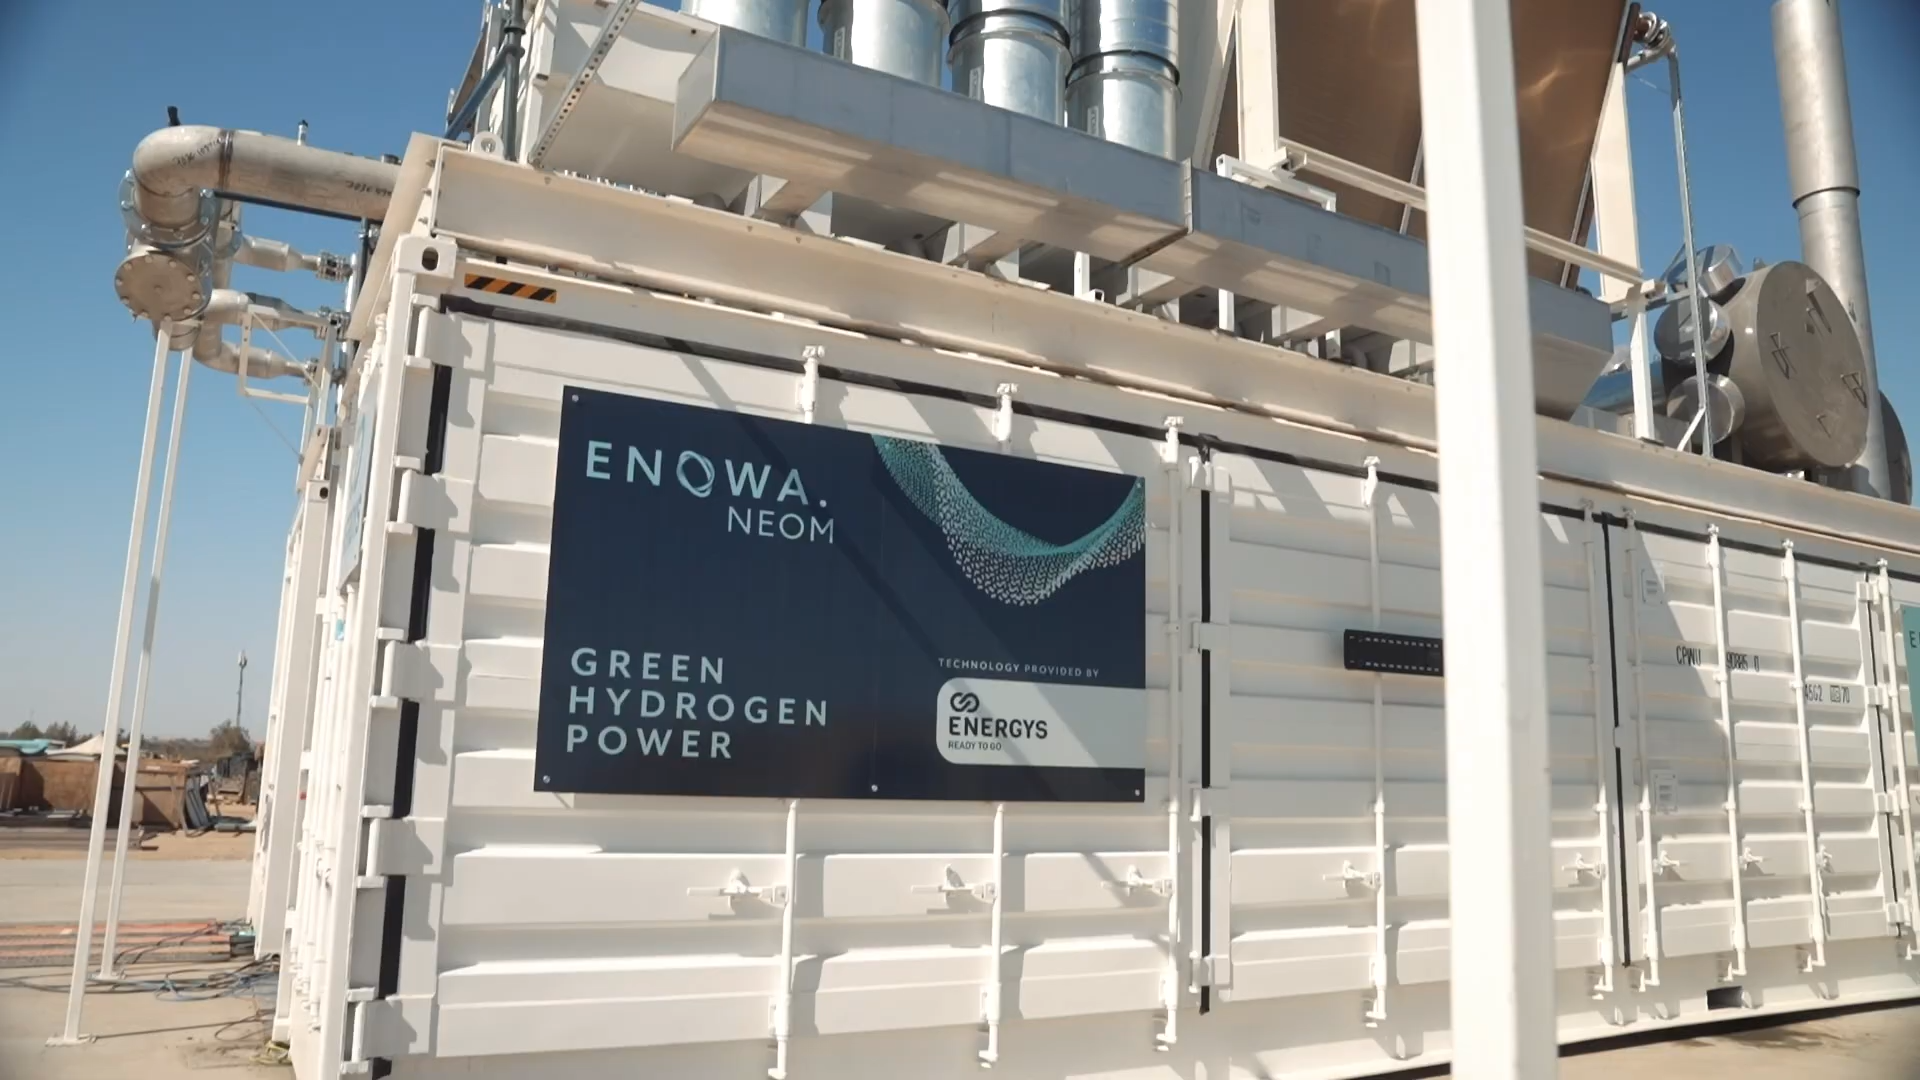 ENOWA.
NEOM
GREEN
HYDROGEN
POWER
TECHNOLOGY PROVIDED BY
ENERGYS
READY TO GO